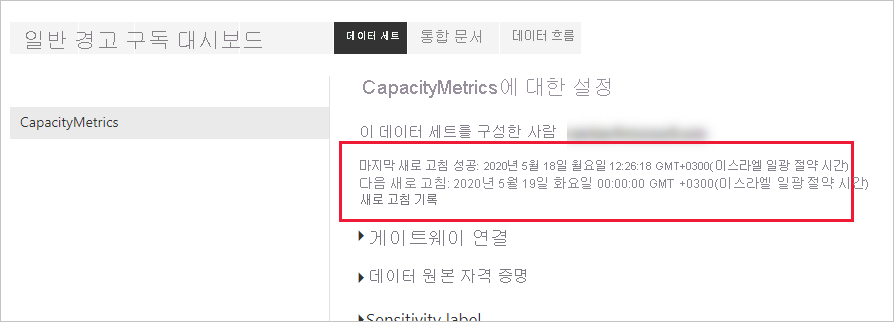 일반 경고 구독 대시보드 데이터 세트 통합 문서 데이터 흐름
CapacityMetrics
CapacityMetrics에 대한 설정
이 데이터 세트를 구성한 사람
마지막 새로 고침 성공: 2020년 5월 18일 월요일 12:26:18 GMT+0300(이스라엘 일광 절약 시간)
다음 새로 고침: 2020년 5월 19일 화요일 00:00:00 GMT +0300(이스라엘 일광 절약 시간)
새로 고침 기록
게이트웨이 연결
데이터 원본 자격 증명
Sensitivity label